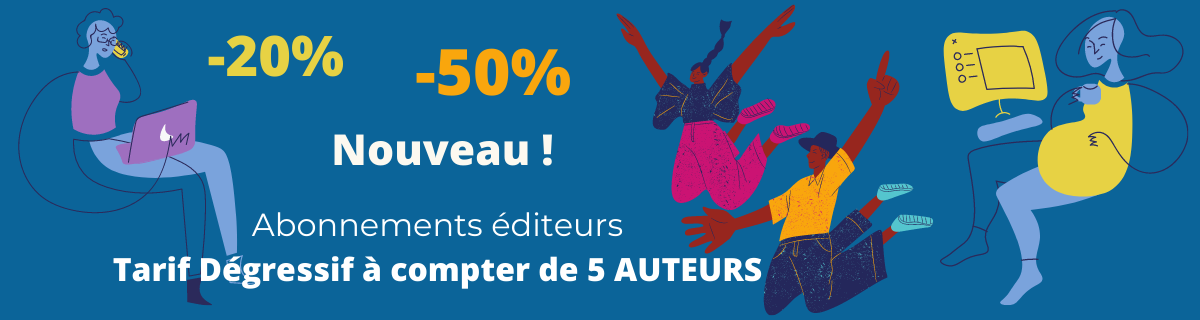 -20%
-50%
Nouveau !
Abonnements éditeurs
Tarif Dégressif à compter de 5 AUTEURS